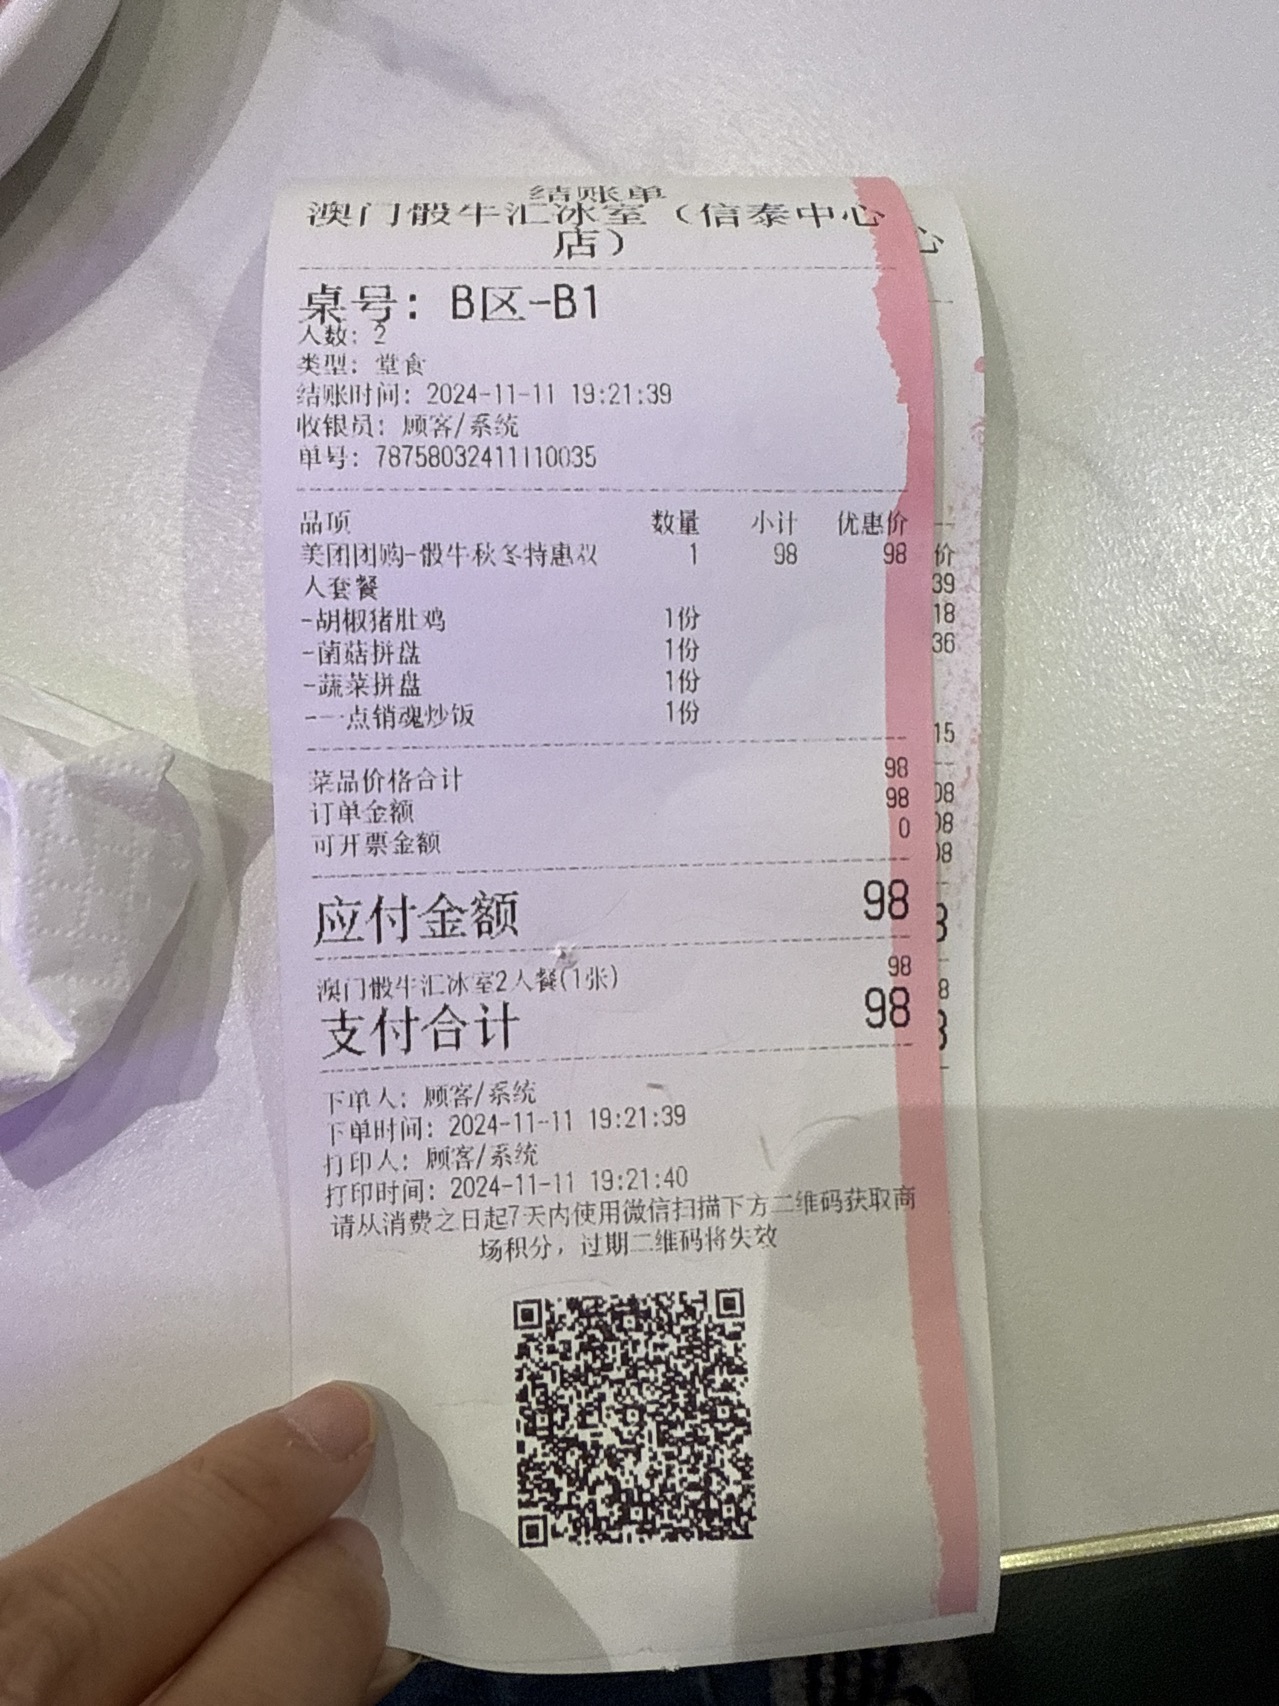 结账单
澳门骰牛汇冰室（信泰中心
店）
心
桌号：B区-B1
人数：2
类型：堂食
结账时间：2024-11-11 19:21:39
收银员：顾客/系统
单号：78758032411110035
品项 数量 小计 优惠价
美团团购-骰牛秋冬特惠双 1 98 98
人套餐
-胡椒猪肚鸡 1份
-菌菇拼盘 1份
-蔬菜拼盘 1份
-一点销魂炒饭 1份
价
39
18
36
15
菜品价格合计 98
订单金额 98
可开票金额 0
08
08
08
应付金额 98
澳门骰牛汇冰室2人餐(1张) 98
支付合计 98
8
下单人：顾客/系统
下单时间：2024-11-11 19:21:39
打印人：顾客/系统
打印时间：2024-11-11 19:21:40
请从消费之日起7天内使用微信扫描下方二维码获取商
场积分，过期二维码将失效